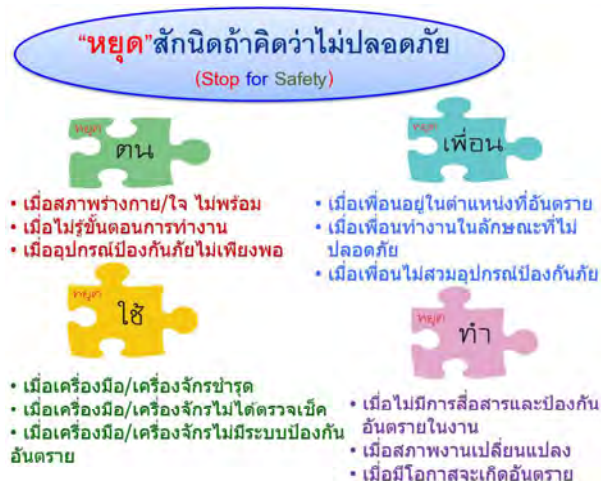 “หยุด”สักนิดถ้าคิดว่าไม่ปลอดภัย
(Stop for Safety)
หยุด
ตน
• เมื่อสภาพร่างกาย/ใจ ไม่พร้อม
• เมื่อไม่รู้ขั้นตอนการทำงาน
• เมื่ออุปกรณ์ป้องกันภัยไม่เพียงพอ
หยุด
เพื่อน
• เมื่อเพื่อนอยู่ในตำแหน่งที่อันตราย
• เมื่อเพื่อนทำงานในลักษณะที่ไม่
ปลอดภัย
• เมื่อเพื่อนไม่สวมอุปกรณ์ป้องกันภัย
หยุด
ใช้
• เมื่อเครื่องมือ/เครื่องจักรชำรุด
• เมื่อเครื่องมือ/เครื่องจักรไม่ได้ตรวจเช็ค
• เมื่อเครื่องมือ/เครื่องจักรไม่มีระบบป้องกัน
อันตราย
หยุด
ทำ
• เมื่อไม่มีการสื่อสารและป้องกัน
อันตรายในงาน
• เมื่อสภาพงานเปลี่ยนแปลง
• เมื่อมีโอกาสจะเกิดอันตราย